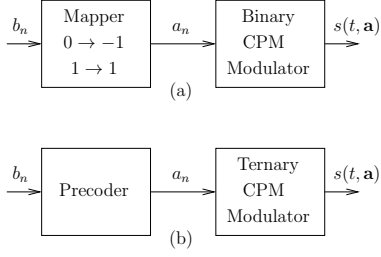 b_n Mapper a_n Binary s(t, a)
0 → −1 CPM
1 → 1 Modulator
(a)
b_n Precoder a_n Ternary s(t, a)
CPM
Modulator
(b)